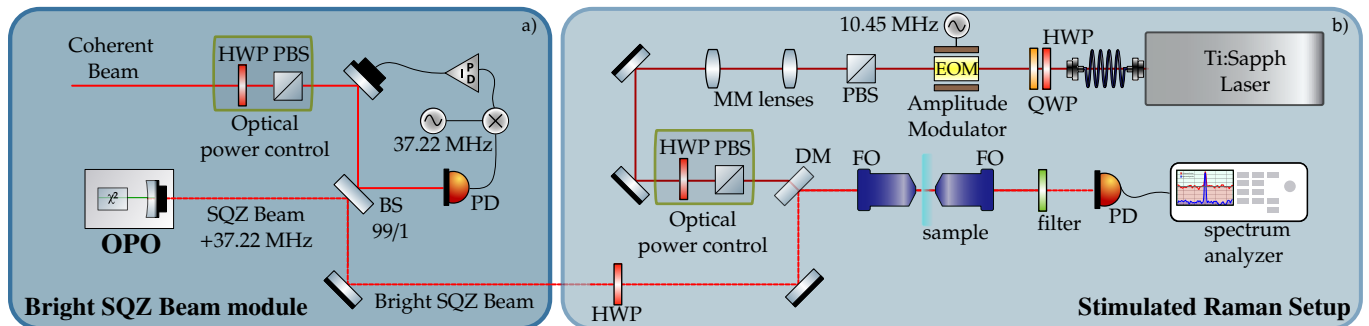 a)
Coherent
Beam
HWP PBS
Optical
power control
P
I
D
37.22 MHz
χ²
OPO
SQZ Beam
+37.22 MHz
BS
99/1
PD
Bright SQZ Beam module
Bright SQZ Beam
b)
10.45 MHz
HWP
Ti:Sapph
Laser
MM lenses
PBS
EOM
Amplitude
Modulator
QWP
HWP PBS
DM
FO
FO
Optical
power control
sample
filter
PD
spectrum
analyzer
HWP
Stimulated Raman Setup